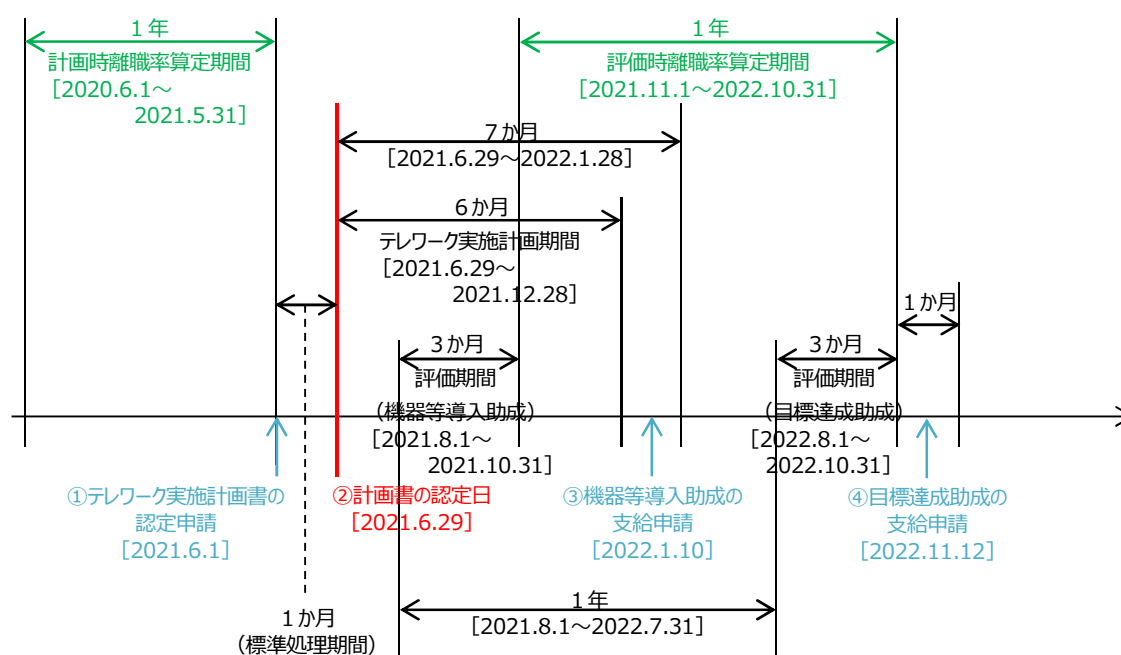 １年
計画時離職率算定期間
［2020.6.1～
2021.5.31］
１年
評価時離職率算定期間
［2021.11.1～2022.10.31］
７か月
［2021.6.29～2022.1.28］
６か月
テレワーク実施計画期間
［2021.6.29～
2021.12.28］
１か月
３か月
評価期間
（機器等導入助成）
［2021.8.1～
2021.10.31］
３か月
評価期間
（目標達成助成）
［2022.8.1～
2022.10.31］
①テレワーク実施計画書の
認定申請
［2021.6.1］
②計画書の認定日
［2021.6.29］
③機器等導入助成の
支給申請
［2022.1.10］
④目標達成助成の
支給申請
［2022.11.12］
１か月
（標準処理期間）
１年
［2021.8.1～2022.7.31］